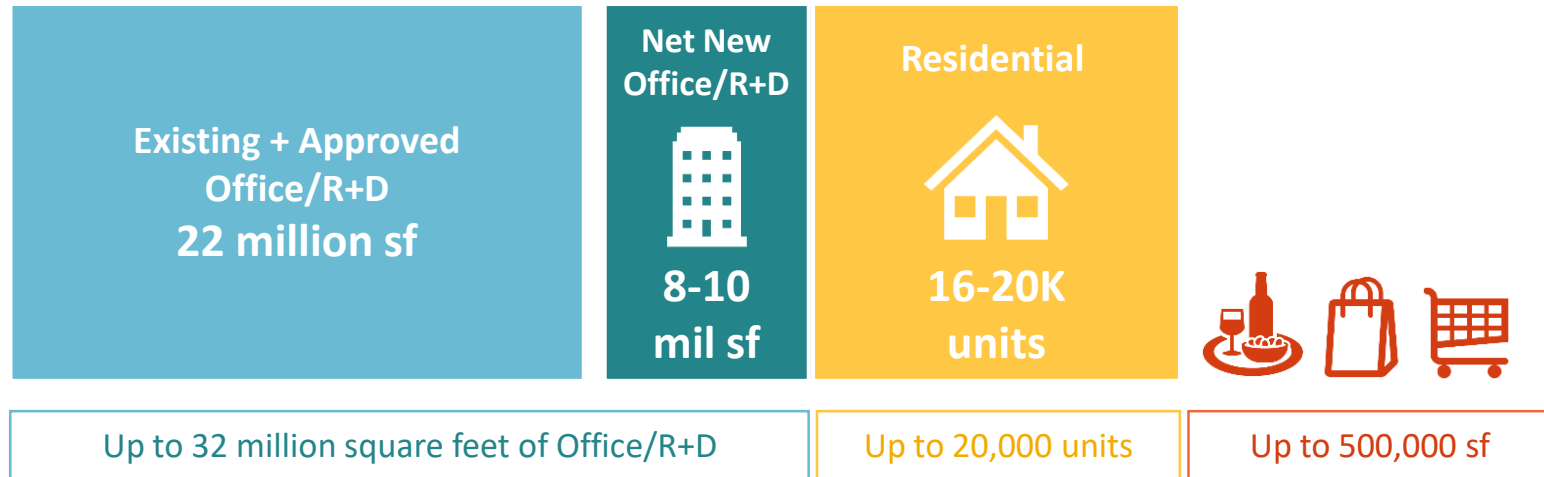 Existing + Approved
Office/R+D
22 million sf
Net New
Office/R+D
8-10
mil sf
Residential
16-20K
units
Up to 32 million square feet of Office/R+D
Up to 20,000 units
Up to 500,000 sf